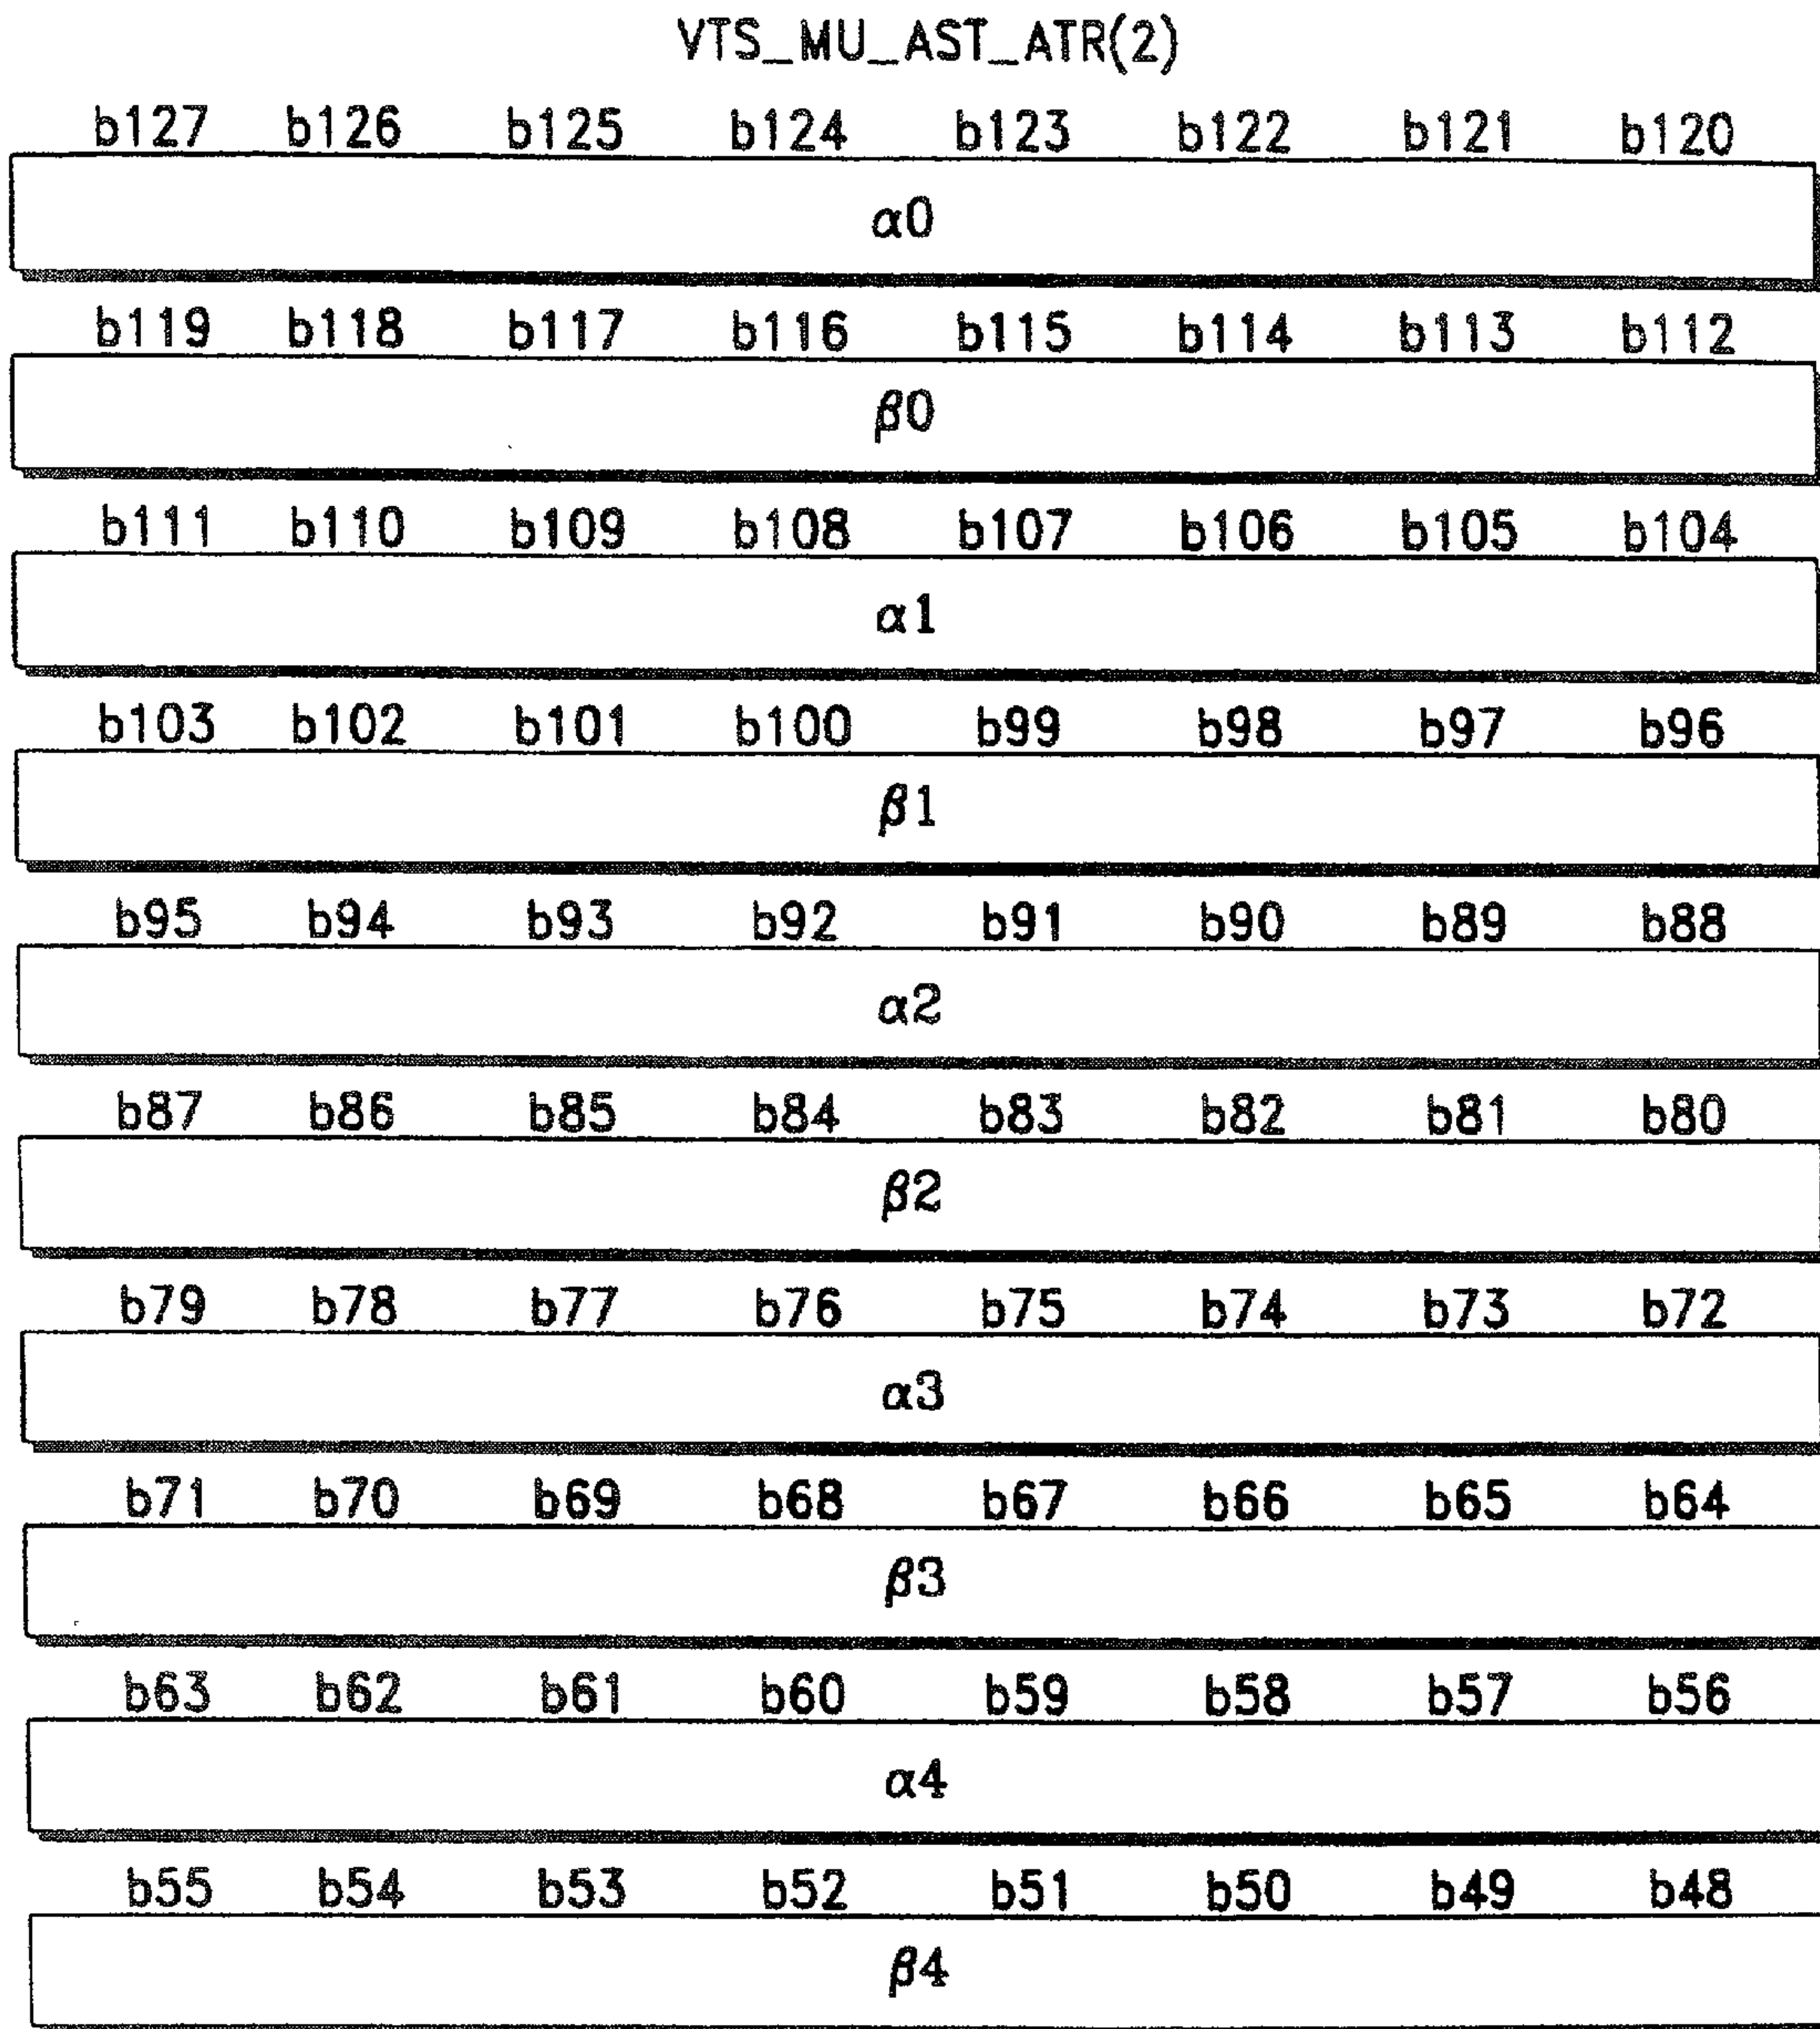 VTS_MU_AST_ATR(2)
b127 b126 b125 b124 b123 b122 b121 b120
α0
b119 b118 b117 b116 b115 b114 b113 b112
β0
b111 b110 b109 b108 b107 b106 b105 b104
α1
b103 b102 b101 b100 b99 b98 b97 b96
β1
b95 b94 b93 b92 b91 b90 b89 b88
α2
b87 b86 b85 b84 b83 b82 b81 b80
β2
b79 b78 b77 b76 b75 b74 b73 b72
α3
b71 b70 b69 b68 b67 b66 b65 b64
β3
b63 b62 b61 b60 b59 b58 b57 b56
α4
b55 b54 b53 b52 b51 b50 b49 b48
β4